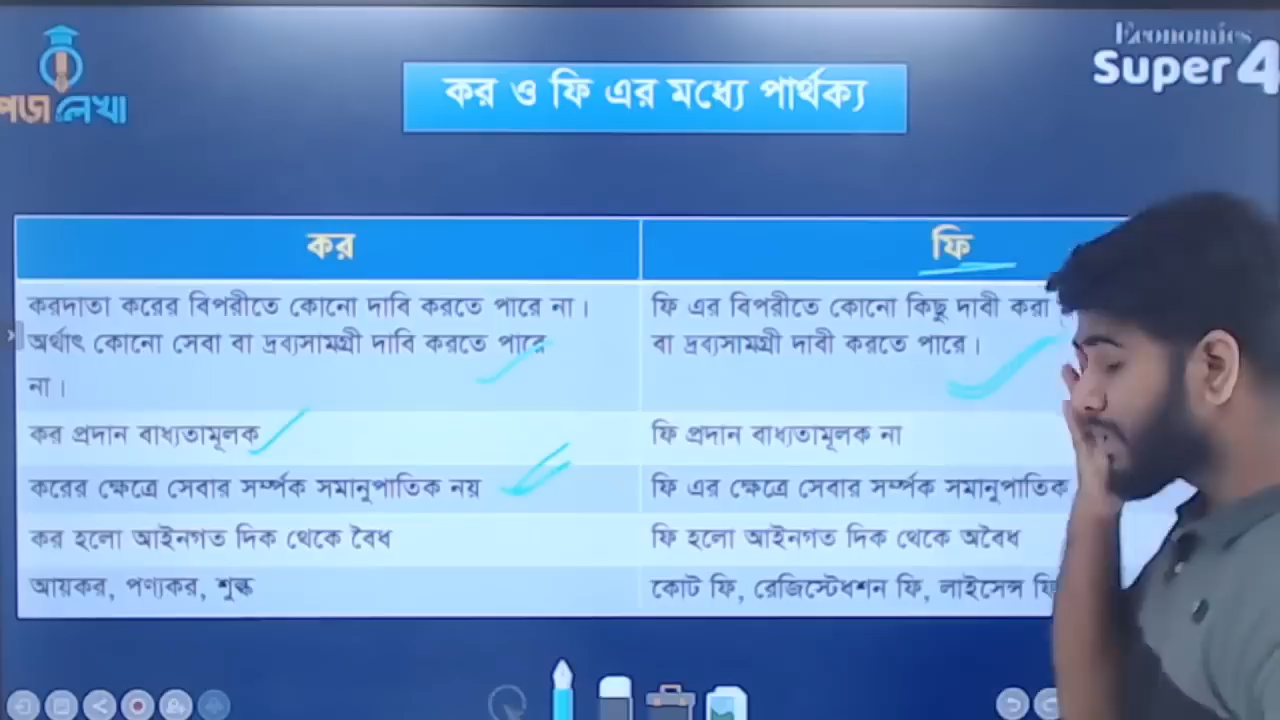 পড়া লেখা
Economics
Super 4
কর ও ফি এর মধ্যে পার্থক্য
কর
ফি
করদাতা করের বিপরীতে কোনো দাবি করতে পারে না।
অর্থাৎ কোনো সেবা বা দ্রব্যসামগ্রী দাবি করতে পারে
না।
ফি এর বিপরীতে কোনো কিছু দাবী করা
বা দ্রব্যসামগ্রী দাবী করতে পারে।
কর প্রদান বাধ্যতামূলক
ফি প্রদান বাধ্যতামূলক না
করের ক্ষেত্রে সেবার সর্ম্পক সমানুপাতিক নয়
ফি এর ক্ষেত্রে সেবার সর্ম্পক সমানুপাতিক
কর হলো আইনগত দিক থেকে বৈধ
ফি হলো আইনগত দিক থেকে অবৈধ
আয়কর, পণ্যকর, শুল্ক
কোট ফি, রেজিস্টেধশন ফি, লাইসেন্স ফি